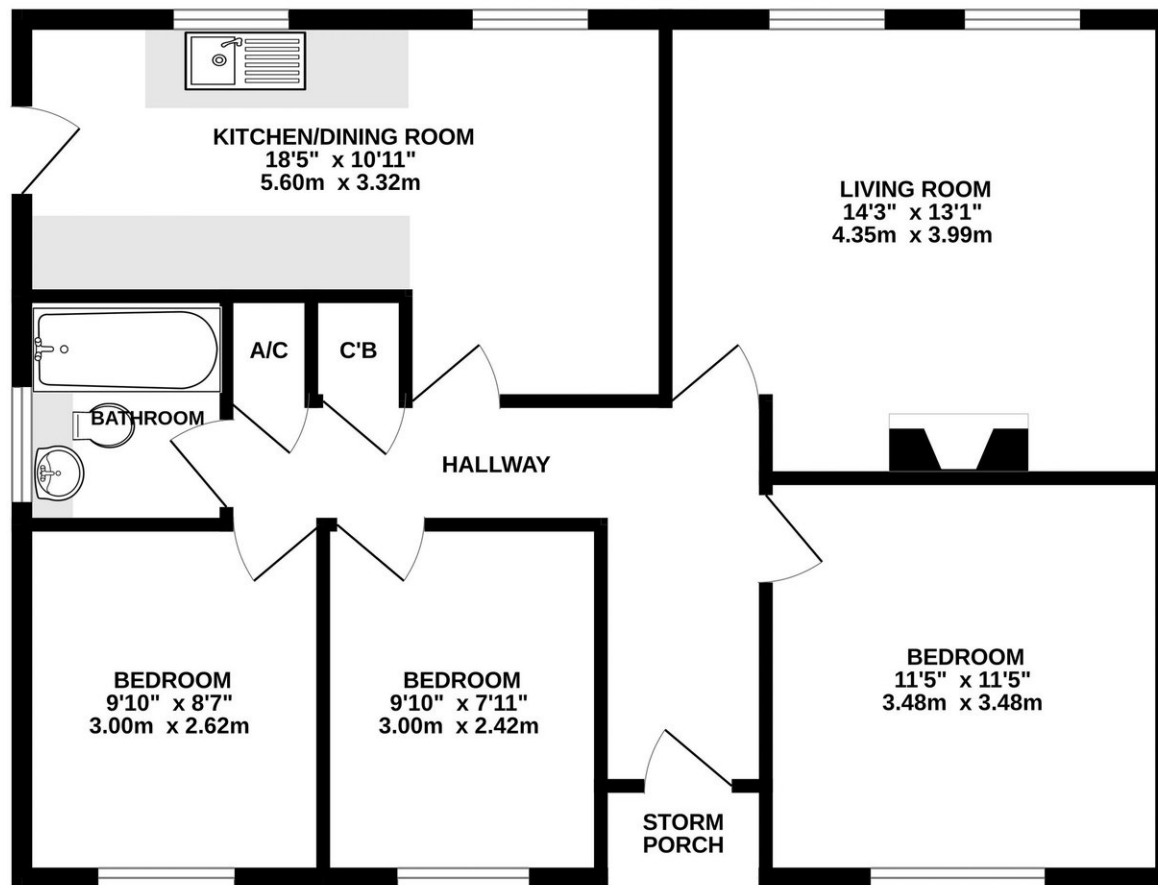 KITCHEN/DINING ROOM
18'5" x 10'11"
5.60m x 3.32m
LIVING ROOM
14'3" x 13'1"
4.35m x 3.99m
A/C
C'B
BATHROOM
HALLWAY
BEDROOM
9'10" x 8'7"
3.00m x 2.62m
BEDROOM
9'10" x 7'11"
3.00m x 2.42m
BEDROOM
11'5" x 11'5"
3.48m x 3.48m
STORM
PORCH